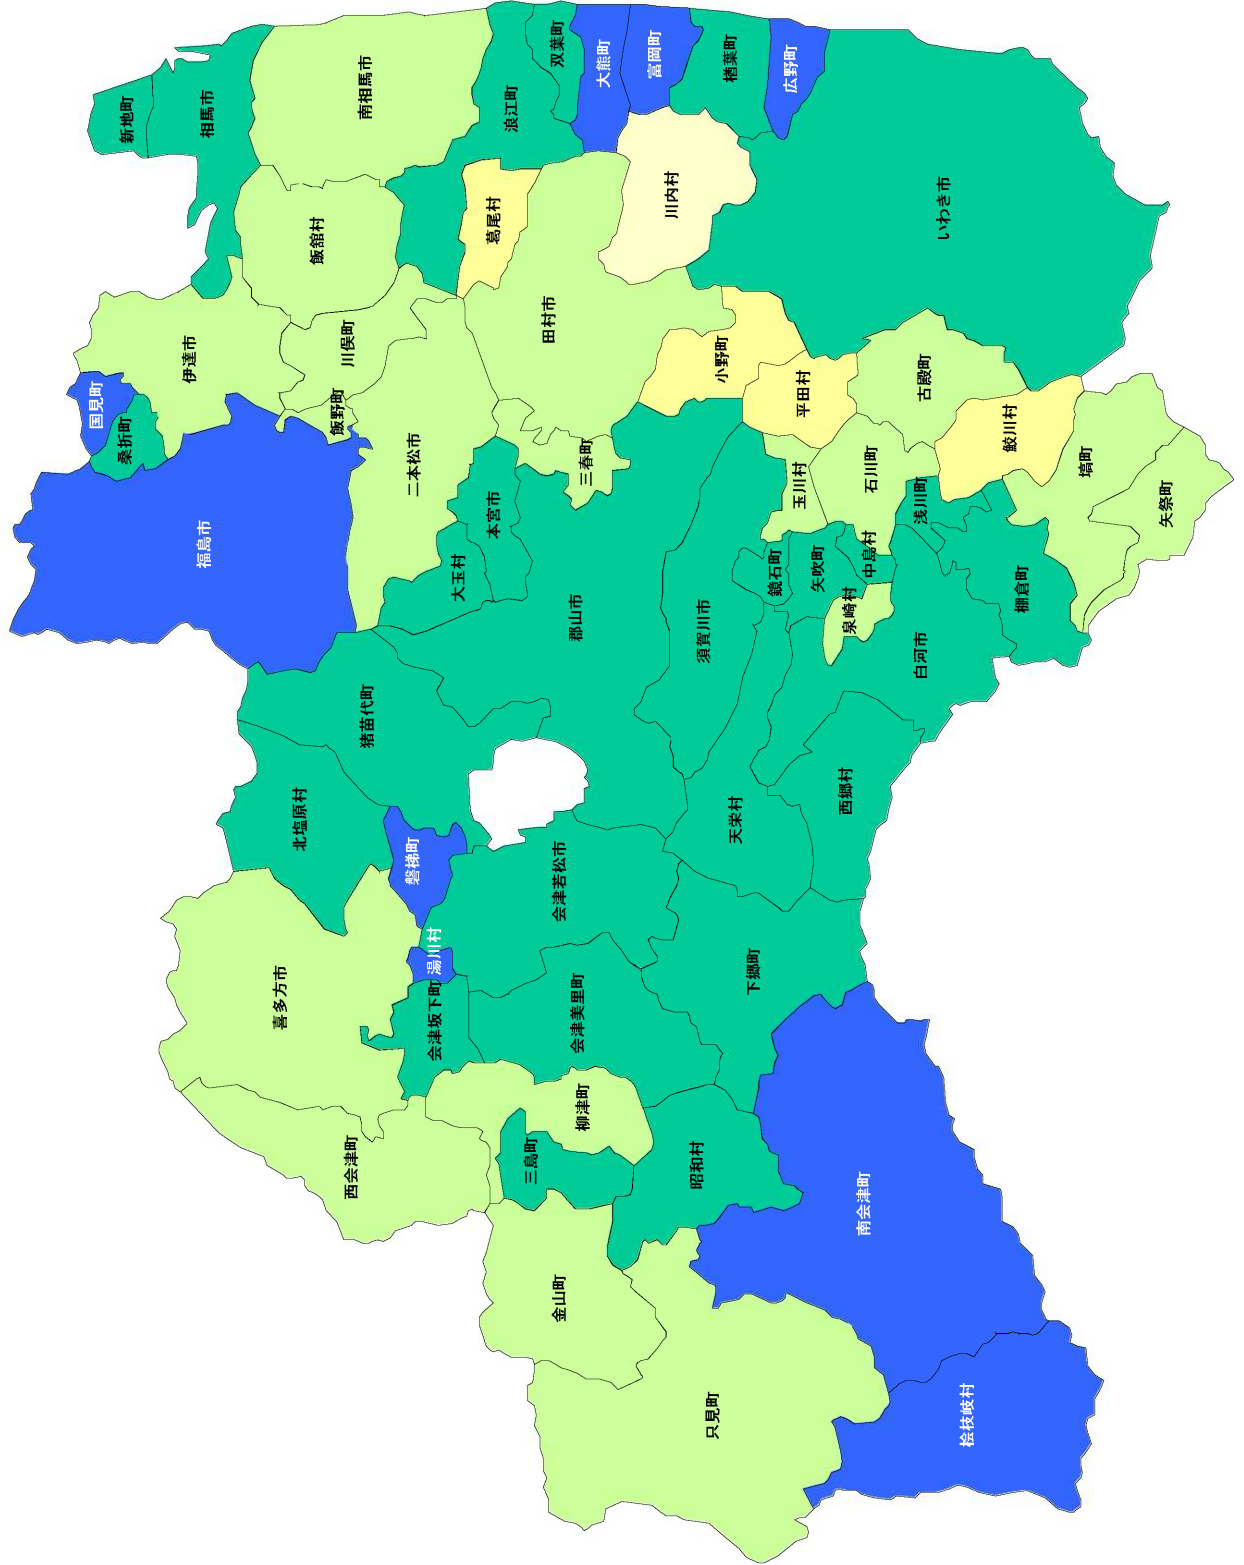 新地町
相馬市
南相馬市
浪江町
双葉町
大熊町
富岡町
楢葉町
広野町
いわき市
飯舘村
葛尾村
川内村
伊達市
国見町
桑折町
川俣町
飯野町
田村市
小野町
平田村
古殿町
鮫川村
福島市
二本松市
三春町
本宮市
大玉村
玉川村
石川町
浅川町
塙町
矢祭町
棚倉町
中島村
矢吹町
鏡石町
泉崎村
郡山市
須賀川市
白河市
猪苗代町
北塩原村
磐梯町
会津若松市
天栄村
西郷村
喜多方市
湯川村
会津坂下町
会津美里町
下郷町
西会津町
柳津町
三島町
昭和村
南会津町
金山町
只見町
桧枝岐村